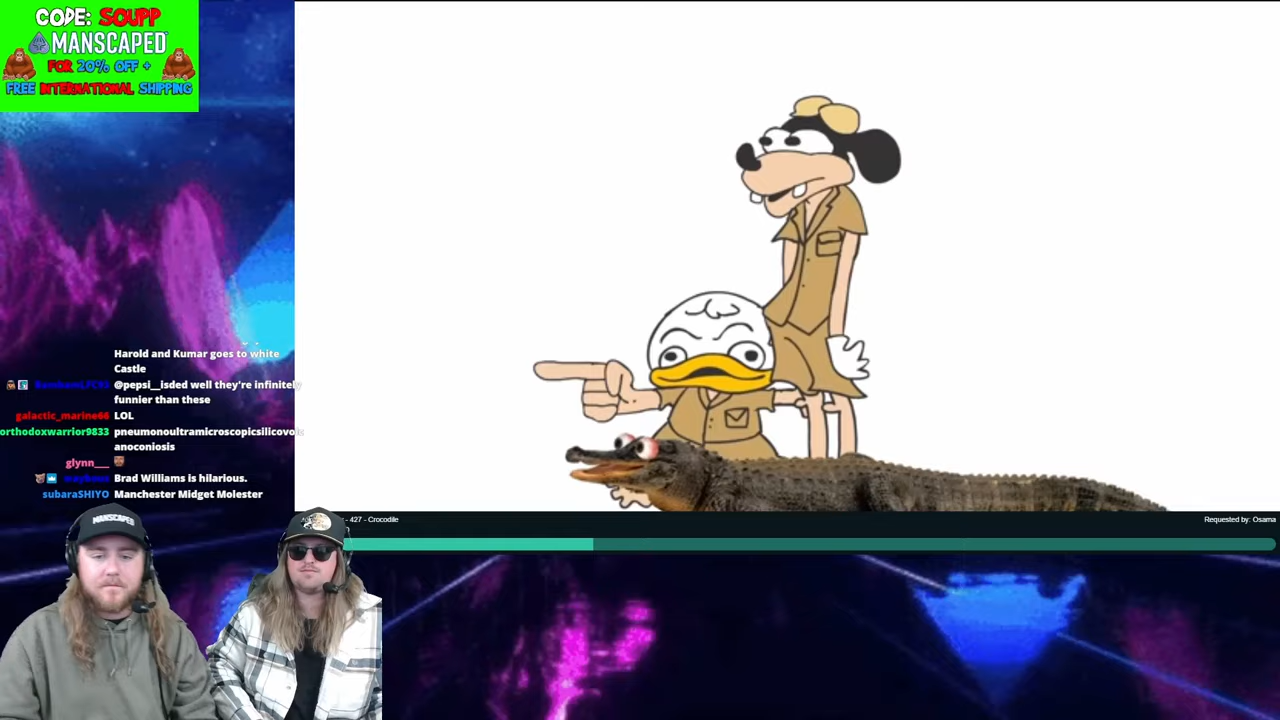 CODE: SOUPP
MANSCAPED
FOR 20% OFF +
FREE INTERNATIONAL SHIPPING
Harold and Kumar goes to white
Castle
@pepsi__isded well they're infinitely
funnier than these
galactic_marine66 LOL
orthodoxwarrior9833 pneumonoultramicroscopicsilicovolc
anoconiosis
glynn___
Brad Williams is hilarious.
subaraSHIYO Manchester Midget Molester
MANSCAPED
- 427 - Crocodile
Requested by: Osama